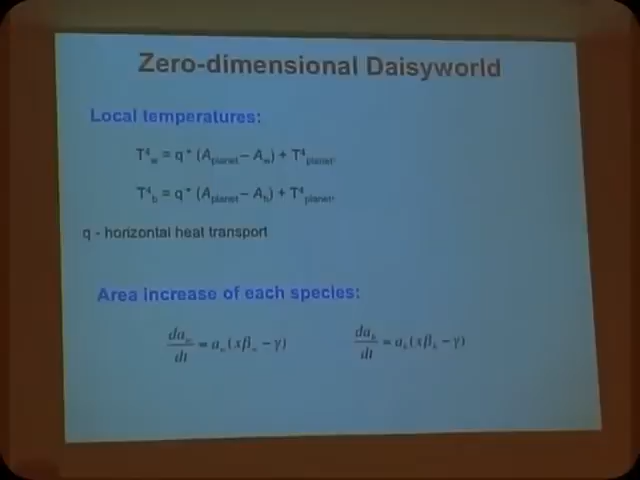 Zero-dimensional Daisyworld
Local temperatures:
T⁴w = q * (Aplanet – Aw) + T⁴planet
T⁴b = q * (Aplanet – Ab) + T⁴planet
q - horizontal heat transport
Area increase of each species:
daw/dt = aw(xβw – γ)    dab/dt = ab(xβb – γ)